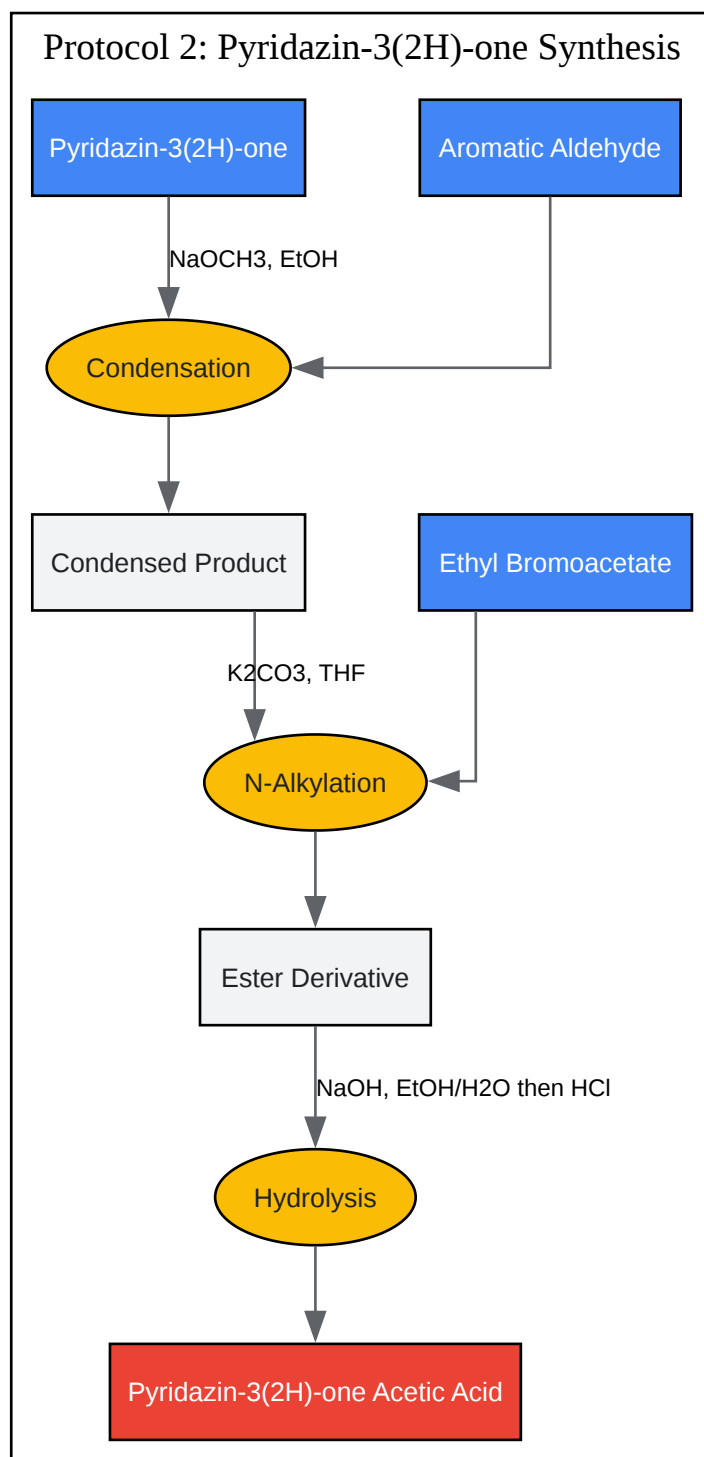 Protocol 2: Pyridazin-3(2H)-one Synthesis
Pyridazin-3(2H)-one
Aromatic Aldehyde
NaOCH3, EtOH
Condensation
Condensed Product
Ethyl Bromoacetate
K2CO3, THF
N-Alkylation
Ester Derivative
NaOH, EtOH/H2O then HCl
Hydrolysis
Pyridazin-3(2H)-one Acetic Acid